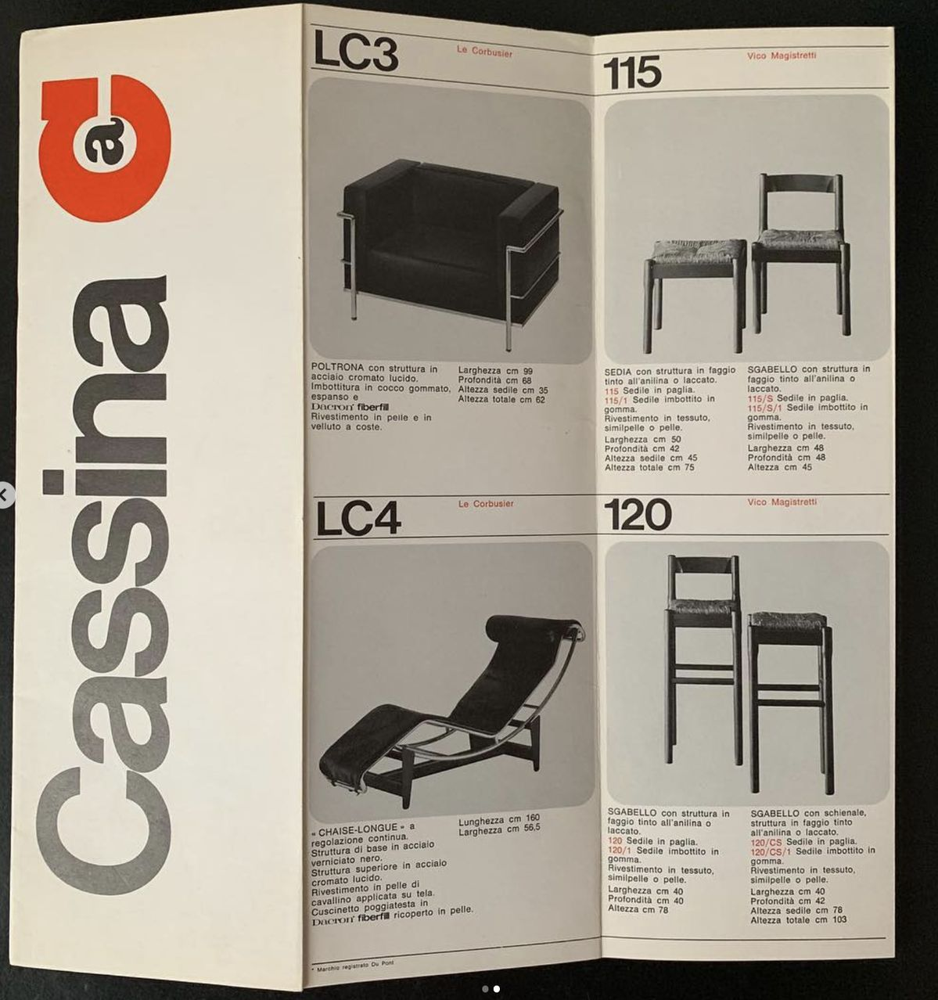 Cassina
a
LC3
Le Corbusier
POLTRONA con struttura in
acciaio cromato lucido.
Imbottitura in cocco gommato,
espanso e
Dacron* fiberfill
Rivestimento in pelle e in
velluto a coste.
Larghezza cm 99
Profondità cm 68
Altezza sedile cm 35
Altezza totale cm 62
115
Vico Magistretti
SEDIA con struttura in faggio
tinto all'anilina o laccato.
115 Sedile in paglia.
115/1 Sedile imbottito in
gomma.
Rivestimento in tessuto,
similpelle o pelle.
Larghezza cm 50
Profondità cm 42
Altezza sedile cm 45
Altezza totale cm 75
SGABELLO con struttura in
faggio tinto all'anilina o
laccato.
115/S Sedile in paglia.
115/S/1 Sedile imbottito in
gomma.
Rivestimento in tessuto,
similpelle o pelle.
Larghezza cm 48
Profondità cm 48
Altezza cm 45
LC4
Le Corbusier
« CHAISE-LONGUE » a
regolazione continua.
Struttura di base in acciaio
verniciato nero.
Struttura superiore in acciaio
cromato lucido.
Rivestimento in pelle di
cavallino applicata su tela.
Cuscinetto poggiatesta in
Dacron* fiberfill ricoperto in pelle.
Lunghezza cm 160
Larghezza cm 56,5
* Marchio registrato Du Pont
120
Vico Magistretti
SGABELLO con struttura in
faggio tinto all'anilina o
laccato.
120 Sedile in paglia.
120/1 Sedile imbottito in
gomma.
Rivestimento in tessuto,
similpelle o pelle.
Larghezza cm 40
Profondità cm 40
Altezza cm 78
SGABELLO con schienale,
struttura in faggio tinto
all'anilina o laccato.
120/CS Sedile in paglia.
120/CS/1 Sedile imbottito in
gomma.
Rivestimento in tessuto,
similpelle o pelle.
Larghezza cm 40
Profondità cm 42
Altezza sedile cm 78
Altezza totale cm 103